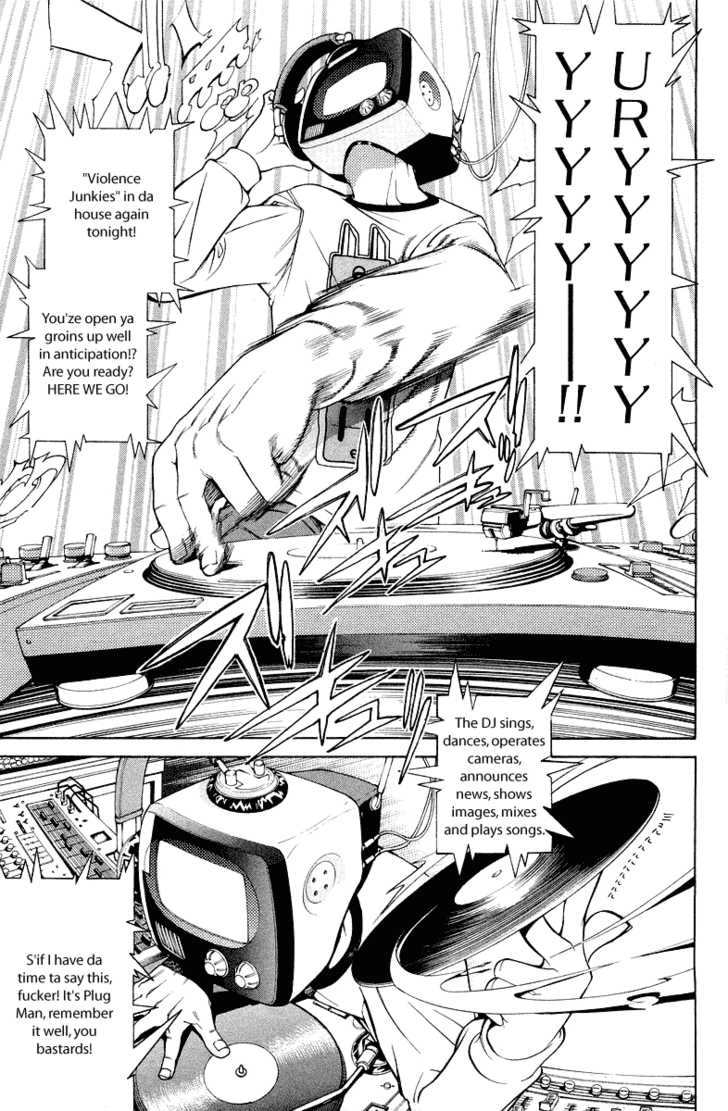 U
R
Y
Y
Y
Y
Y
Y
Y
Y
Y
Y
Y
―
!!
"Violence
Junkies" in da
house again
tonight!
You'ze open ya
groins up well
in anticipation!?
Are you ready?
HERE WE GO!
The DJ sings,
dances, operates
cameras,
announces
news, shows
images, mixes
and plays songs.
S'if I have da
time ta say this,
fucker! It's Plug
Man, remember
it well, you
bastards!